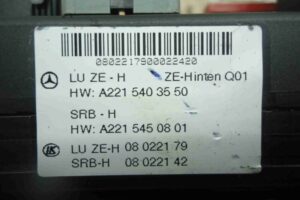 0802217900022420
LU ZE - H ZE-Hinten Q01
HW: A221 540 35 50
SRB - H
HW: A221 545 08 01
LU ZE-H 08 0221 79
SRB-H 08 0221 42